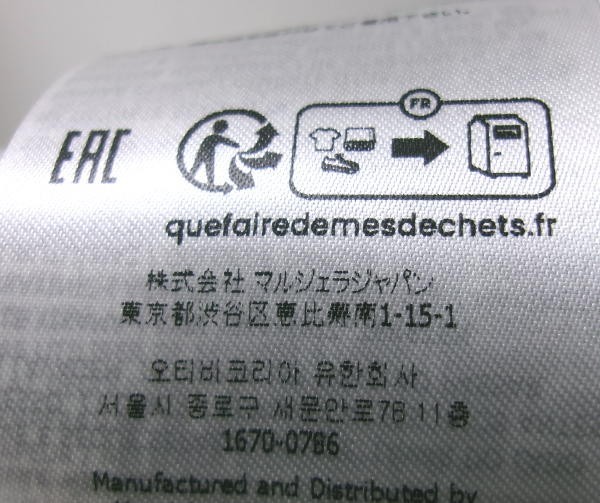 EAC
FR
quefairedemesdechets.fr
株式会社 マルジェラジャパン
東京都渋谷区恵比寿南1-15-1
오티비코리아 유한회사
서울시 종로구 새문안로76 11층
1670-0786
Manufactured and Distributed by